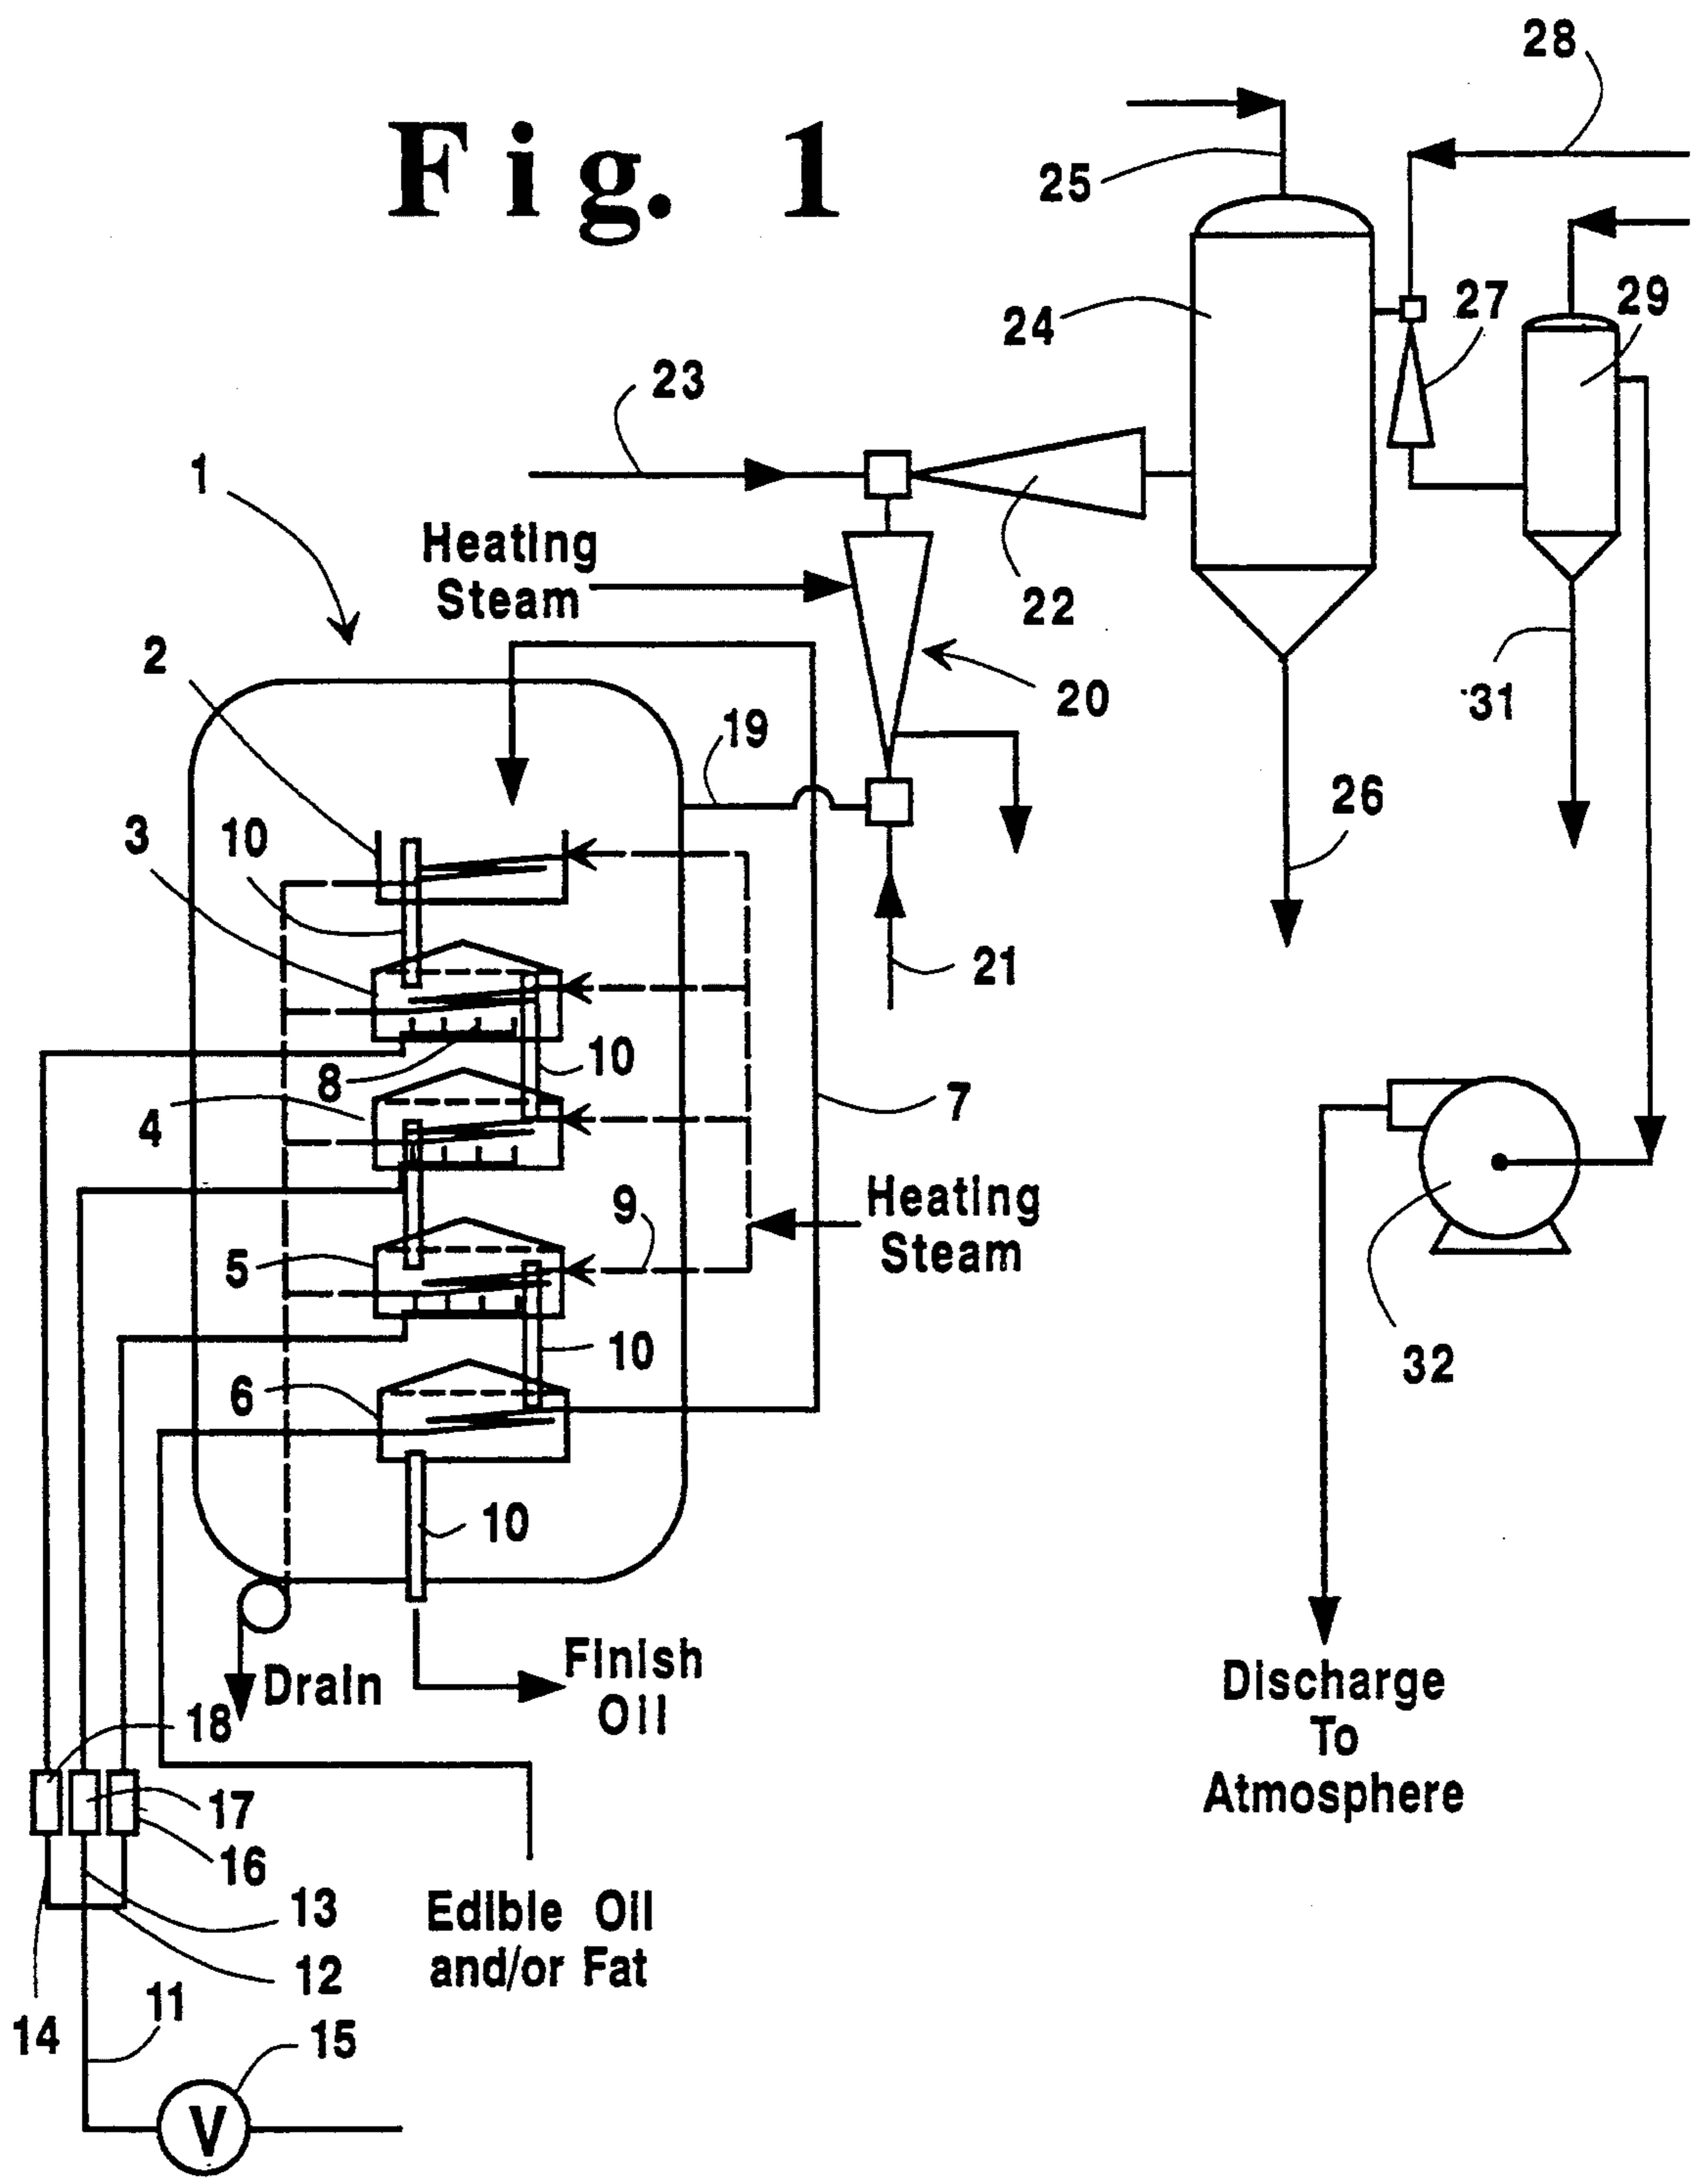 Fig. 1
28
25
27
29
24
23
1
Heating
Steam
22
2
20
31
19
26
3
10
21
8
10
4
7
9
Heating
Steam
5
10
32
6
10
Finish
Oil
Drain
18
Discharge
To
Atmosphere
17
16
13
Edible Oil
and/or Fat
12
11
14
15
V